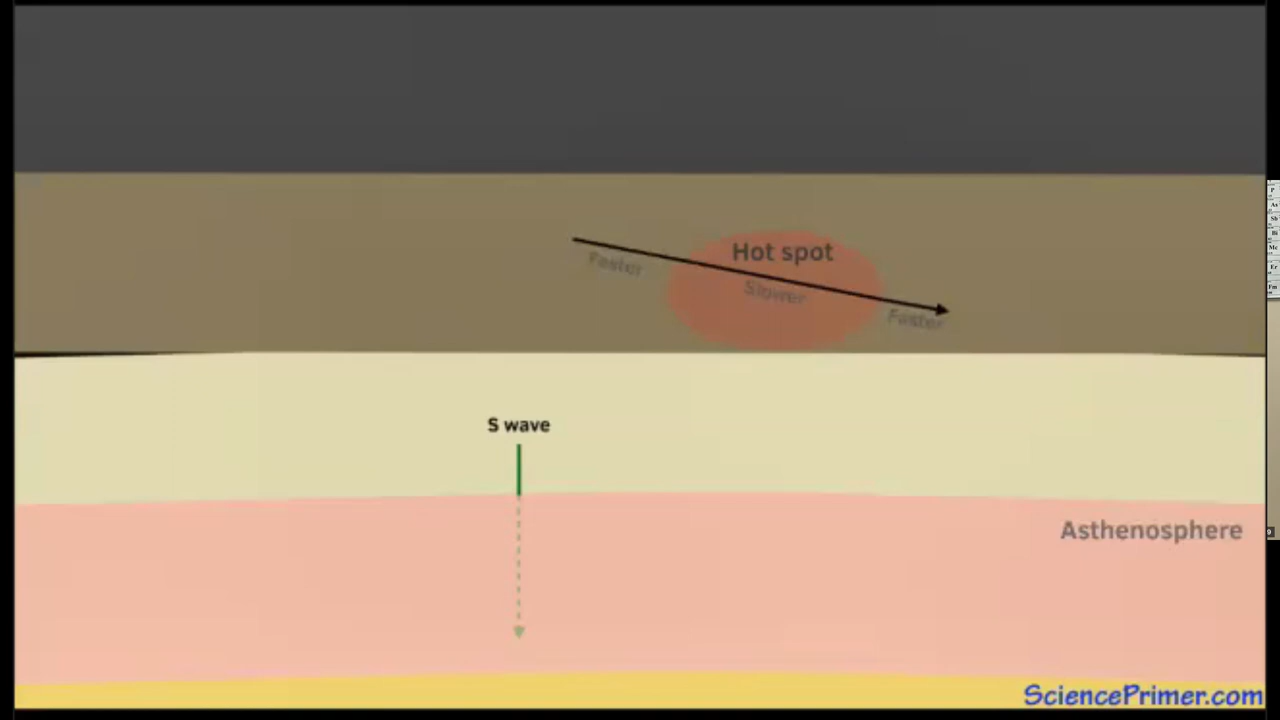 Hot spot
Faster
Slower
Faster
S wave
Asthenosphere
SciencePrimer.com